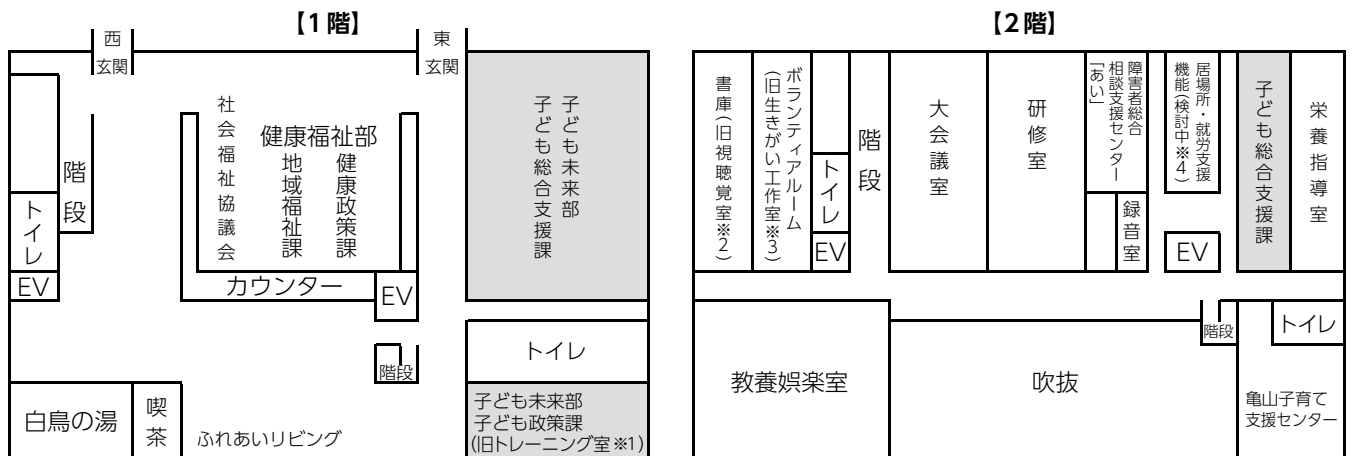 【1階】
西
玄関
東
玄関
階段
トイレ
EV
社会福祉協議会
健康福祉部
地域福祉課
健康政策課
カウンター
EV
階段
子ども未来部
子ども総合支援課
トイレ
子ども未来部
子ども政策課
(旧トレーニング室※1)
白鳥の湯
喫茶
ふれあいリビング
【2階】
書庫(旧視聴覚室※2)
ボランティアルーム
(旧生きがい工作室※3)
トイレ
EV
階段
大会議室
研修室
障害者総合
相談支援センター
「あい」
録音室
居場所・就労支援
機能(検討中※4)
EV
子ども総合支援課
栄養指導室
教養娯楽室
吹抜
階段
トイレ
亀山子育て
支援センター